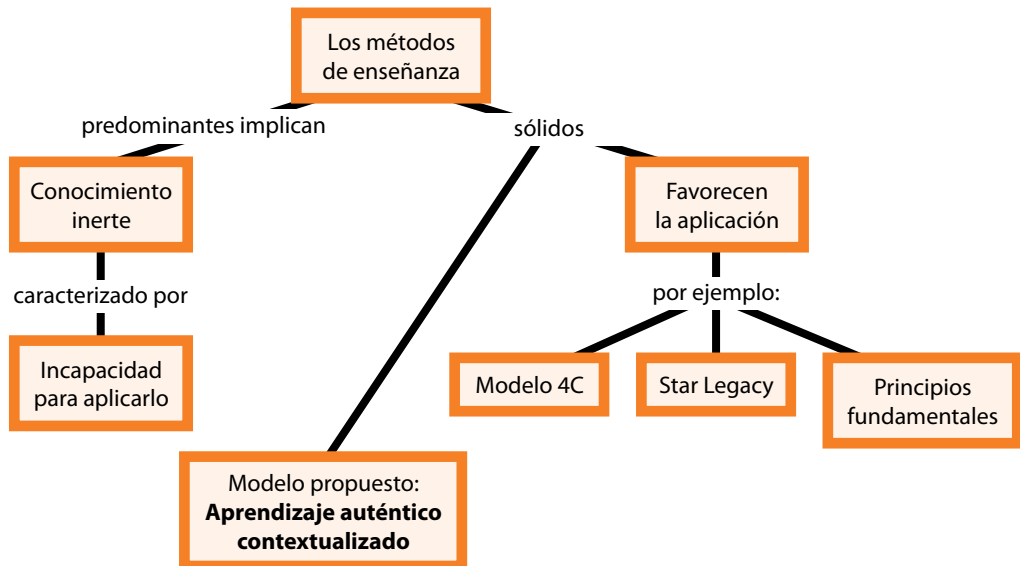 Los métodos
de enseñanza
predominantes implican
sólidos
Conocimiento
inerte
Favorecen
la aplicación
caracterizado por
por ejemplo:
Incapacidad
para aplicarlo
Modelo 4C
Star Legacy
Principios
fundamentales
Modelo propuesto:
Aprendizaje auténtico
contextualizado